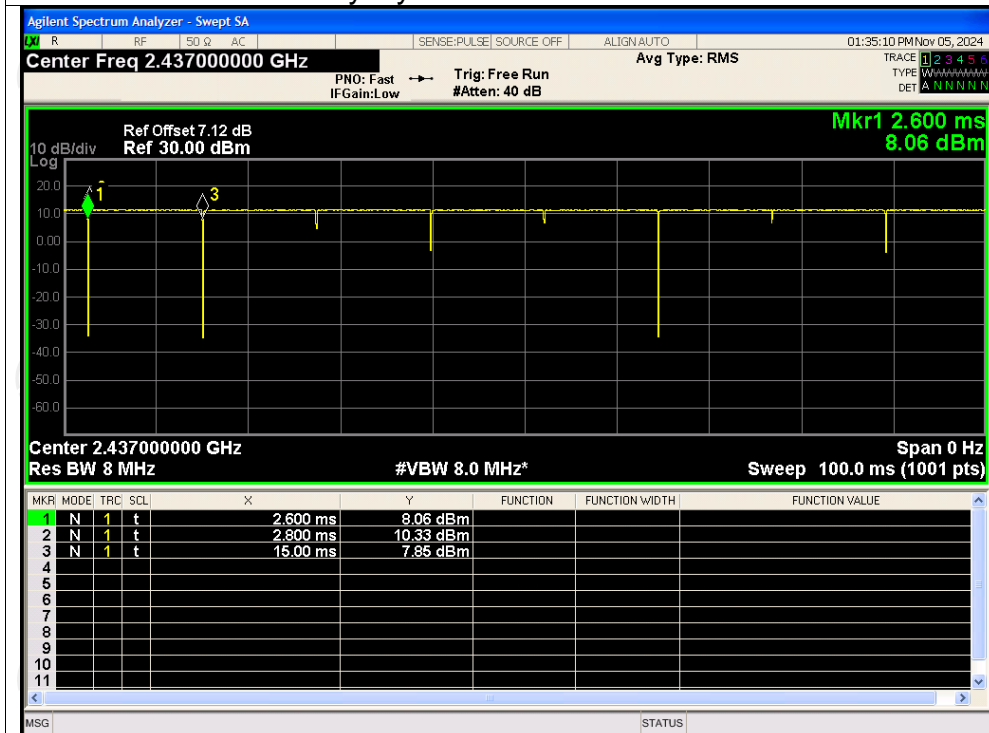 Agilent Spectrum Analyzer - Swept SA
LXI R RF 50 Ω AC SENSE:PULSE SOURCE OFF ALIGN AUTO 01:35:10 PM Nov 05, 2024
Center Freq 2.437000000 GHz Avg Type: RMS TRACE 1 2 3 4 5 6
PNO: Fast Trig: Free Run TYPE WWWWWW
IFGain:Low #Atten: 40 dB DET A N N N N N
Mkr1 2.600 ms
Ref Offset 7.12 dB 8.06 dBm
10 dB/div Ref 30.00 dBm
Log
20.0
1 3
10.0
0.00
-10.0
-20.0
-30.0
-40.0
-50.0
-60.0
Center 2.437000000 GHz Span 0 Hz
Res BW 8 MHz #VBW 8.0 MHz* Sweep 100.0 ms (1001 pts)
MKR MODE TRC SCL X Y FUNCTION FUNCTION WIDTH FUNCTION VALUE
1 N 1 t 2.600 ms 8.06 dBm
2 N 1 t 2.800 ms 10.33 dBm
3 N 1 t 15.00 ms 7.85 dBm
4
5
6
7
8
9
10
11
MSG STATUS